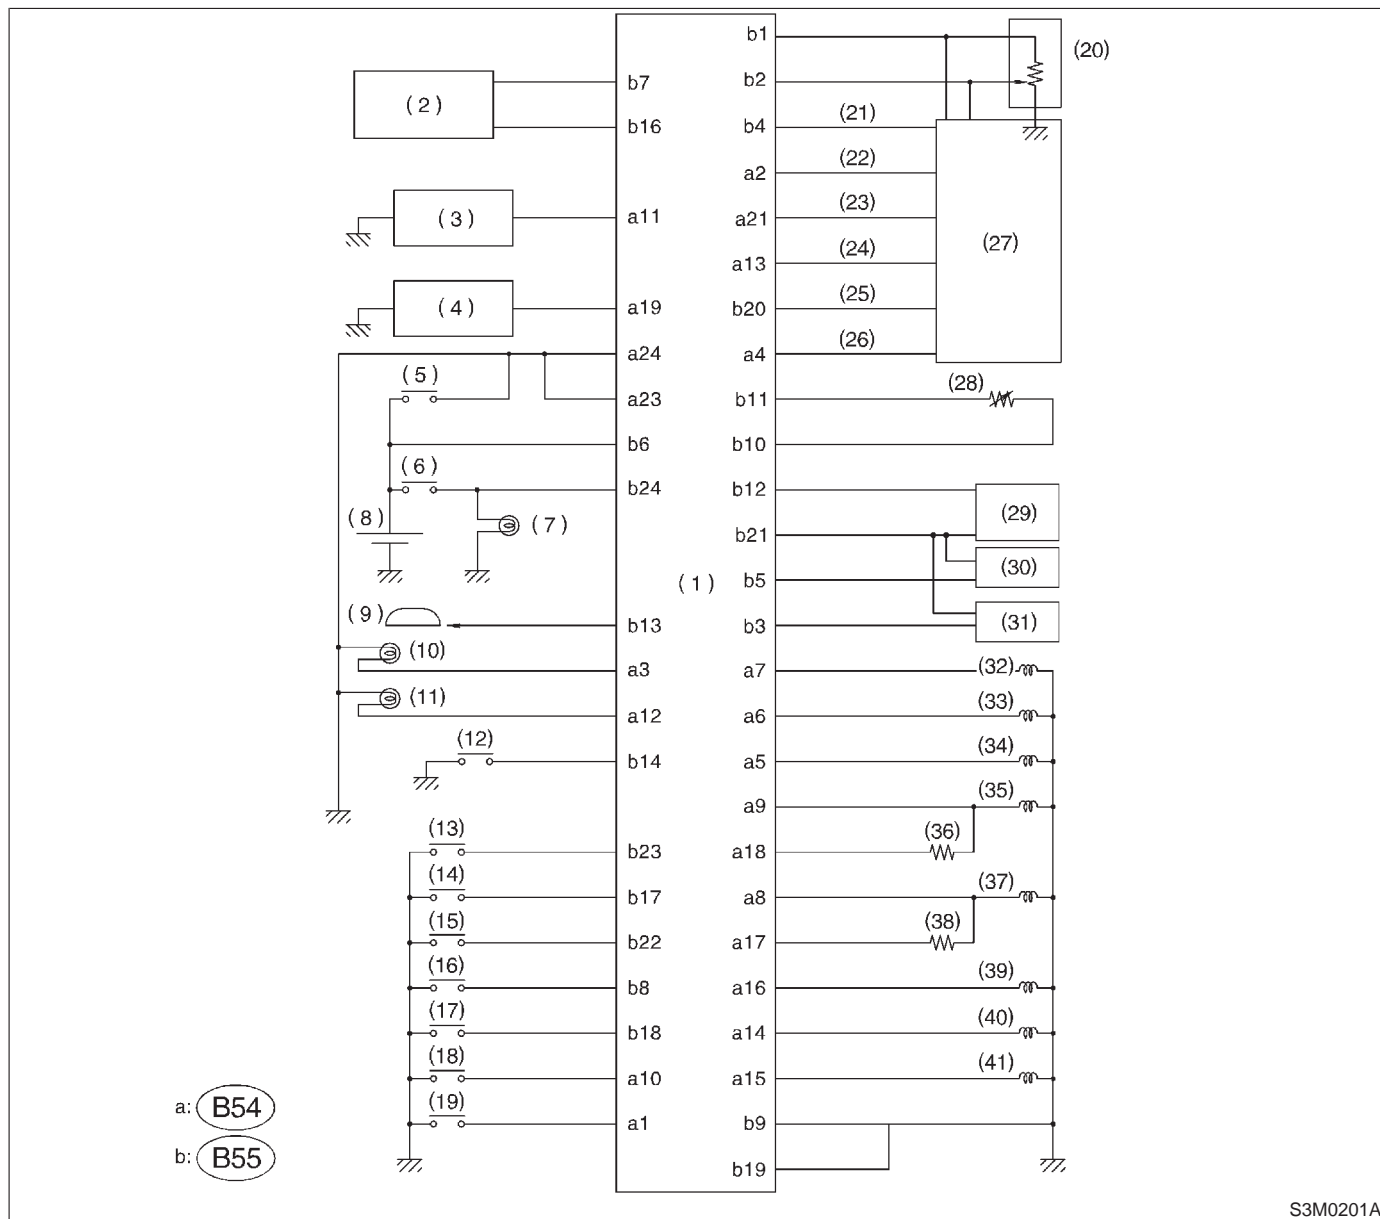 b1
(20)
b7
b2
( 2 )
b16
b4
(21)
a2
(22)
( 3 )
a11
a21
(23)
(27)
a13
(24)
( 4 )
a19
b20
(25)
a24
a4
(26)
( 5 )
a23
b11
(28)
b6
b10
( 6 )
b24
b12
( 8 )
( 7 )
(29)
b21
( 1 )
b5
(30)
( 9 )
b13
b3
(31)
(10)
a3
a7
(32)
(11)
a12
a6
(33)
(12)
b14
a5
(34)
a9
(35)
(13)
b23
a18
(36)
(14)
b17
a8
(37)
(15)
b22
a17
(38)
(16)
b8
a16
(39)
(17)
b18
a14
(40)
(18)
a10
a15
(41)
(19)
a1
b9
a: B54
b: B55
b19
S3M0201A